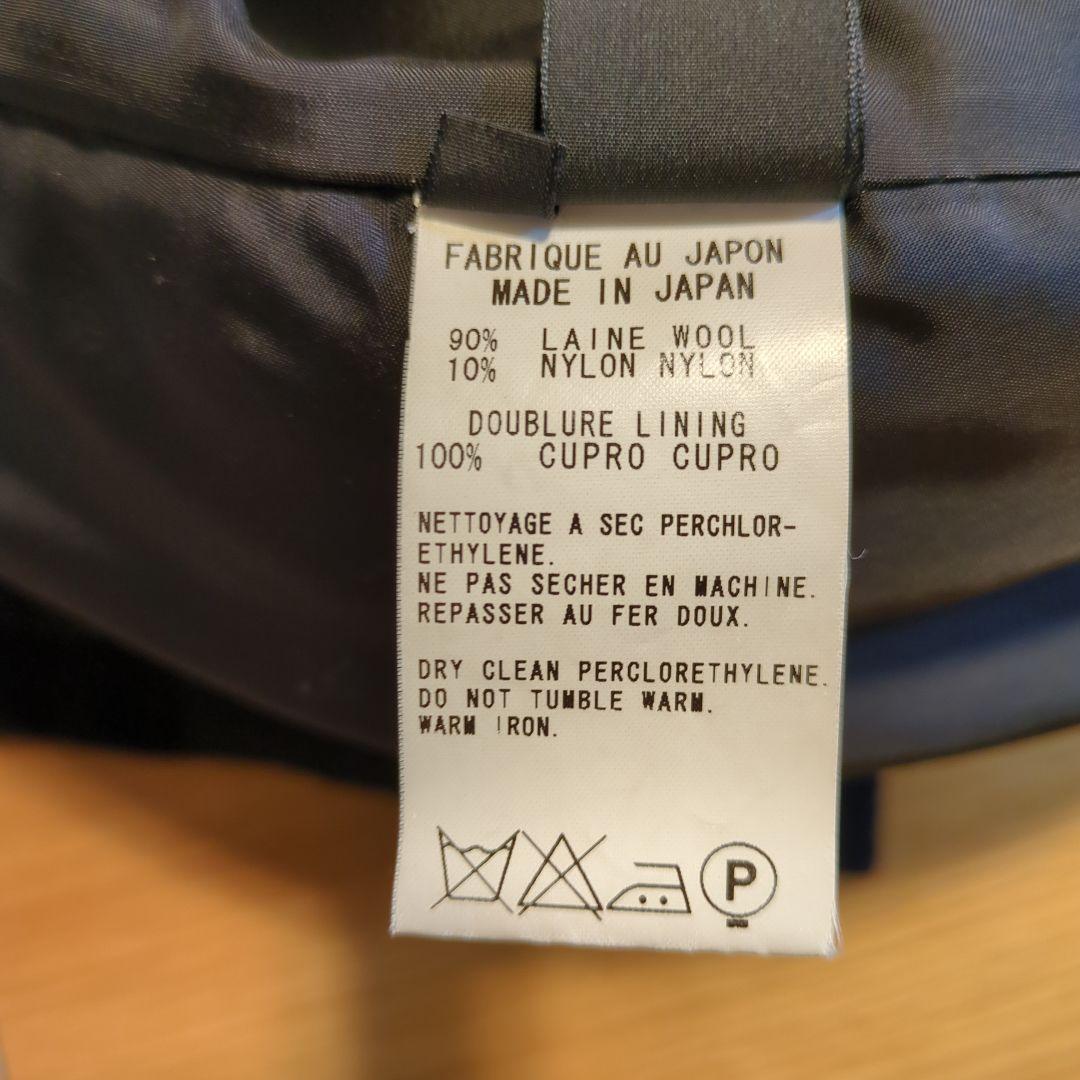 FABRIQUE AU JAPON
MADE IN JAPAN
90% LAINE WOOL
10% NYLON NYLON
DOUBLURE LINING
100% CUPRO CUPRO
NETTOYAGE A SEC PERCHLOR-
ETHYLENE.
NE PAS SECHER EN MACHINE.
REPASSER AU FER DOUX.
DRY CLEAN PERCLORETHYLENE.
DO NOT TUMBLE WARM.
WARM IRON.
P